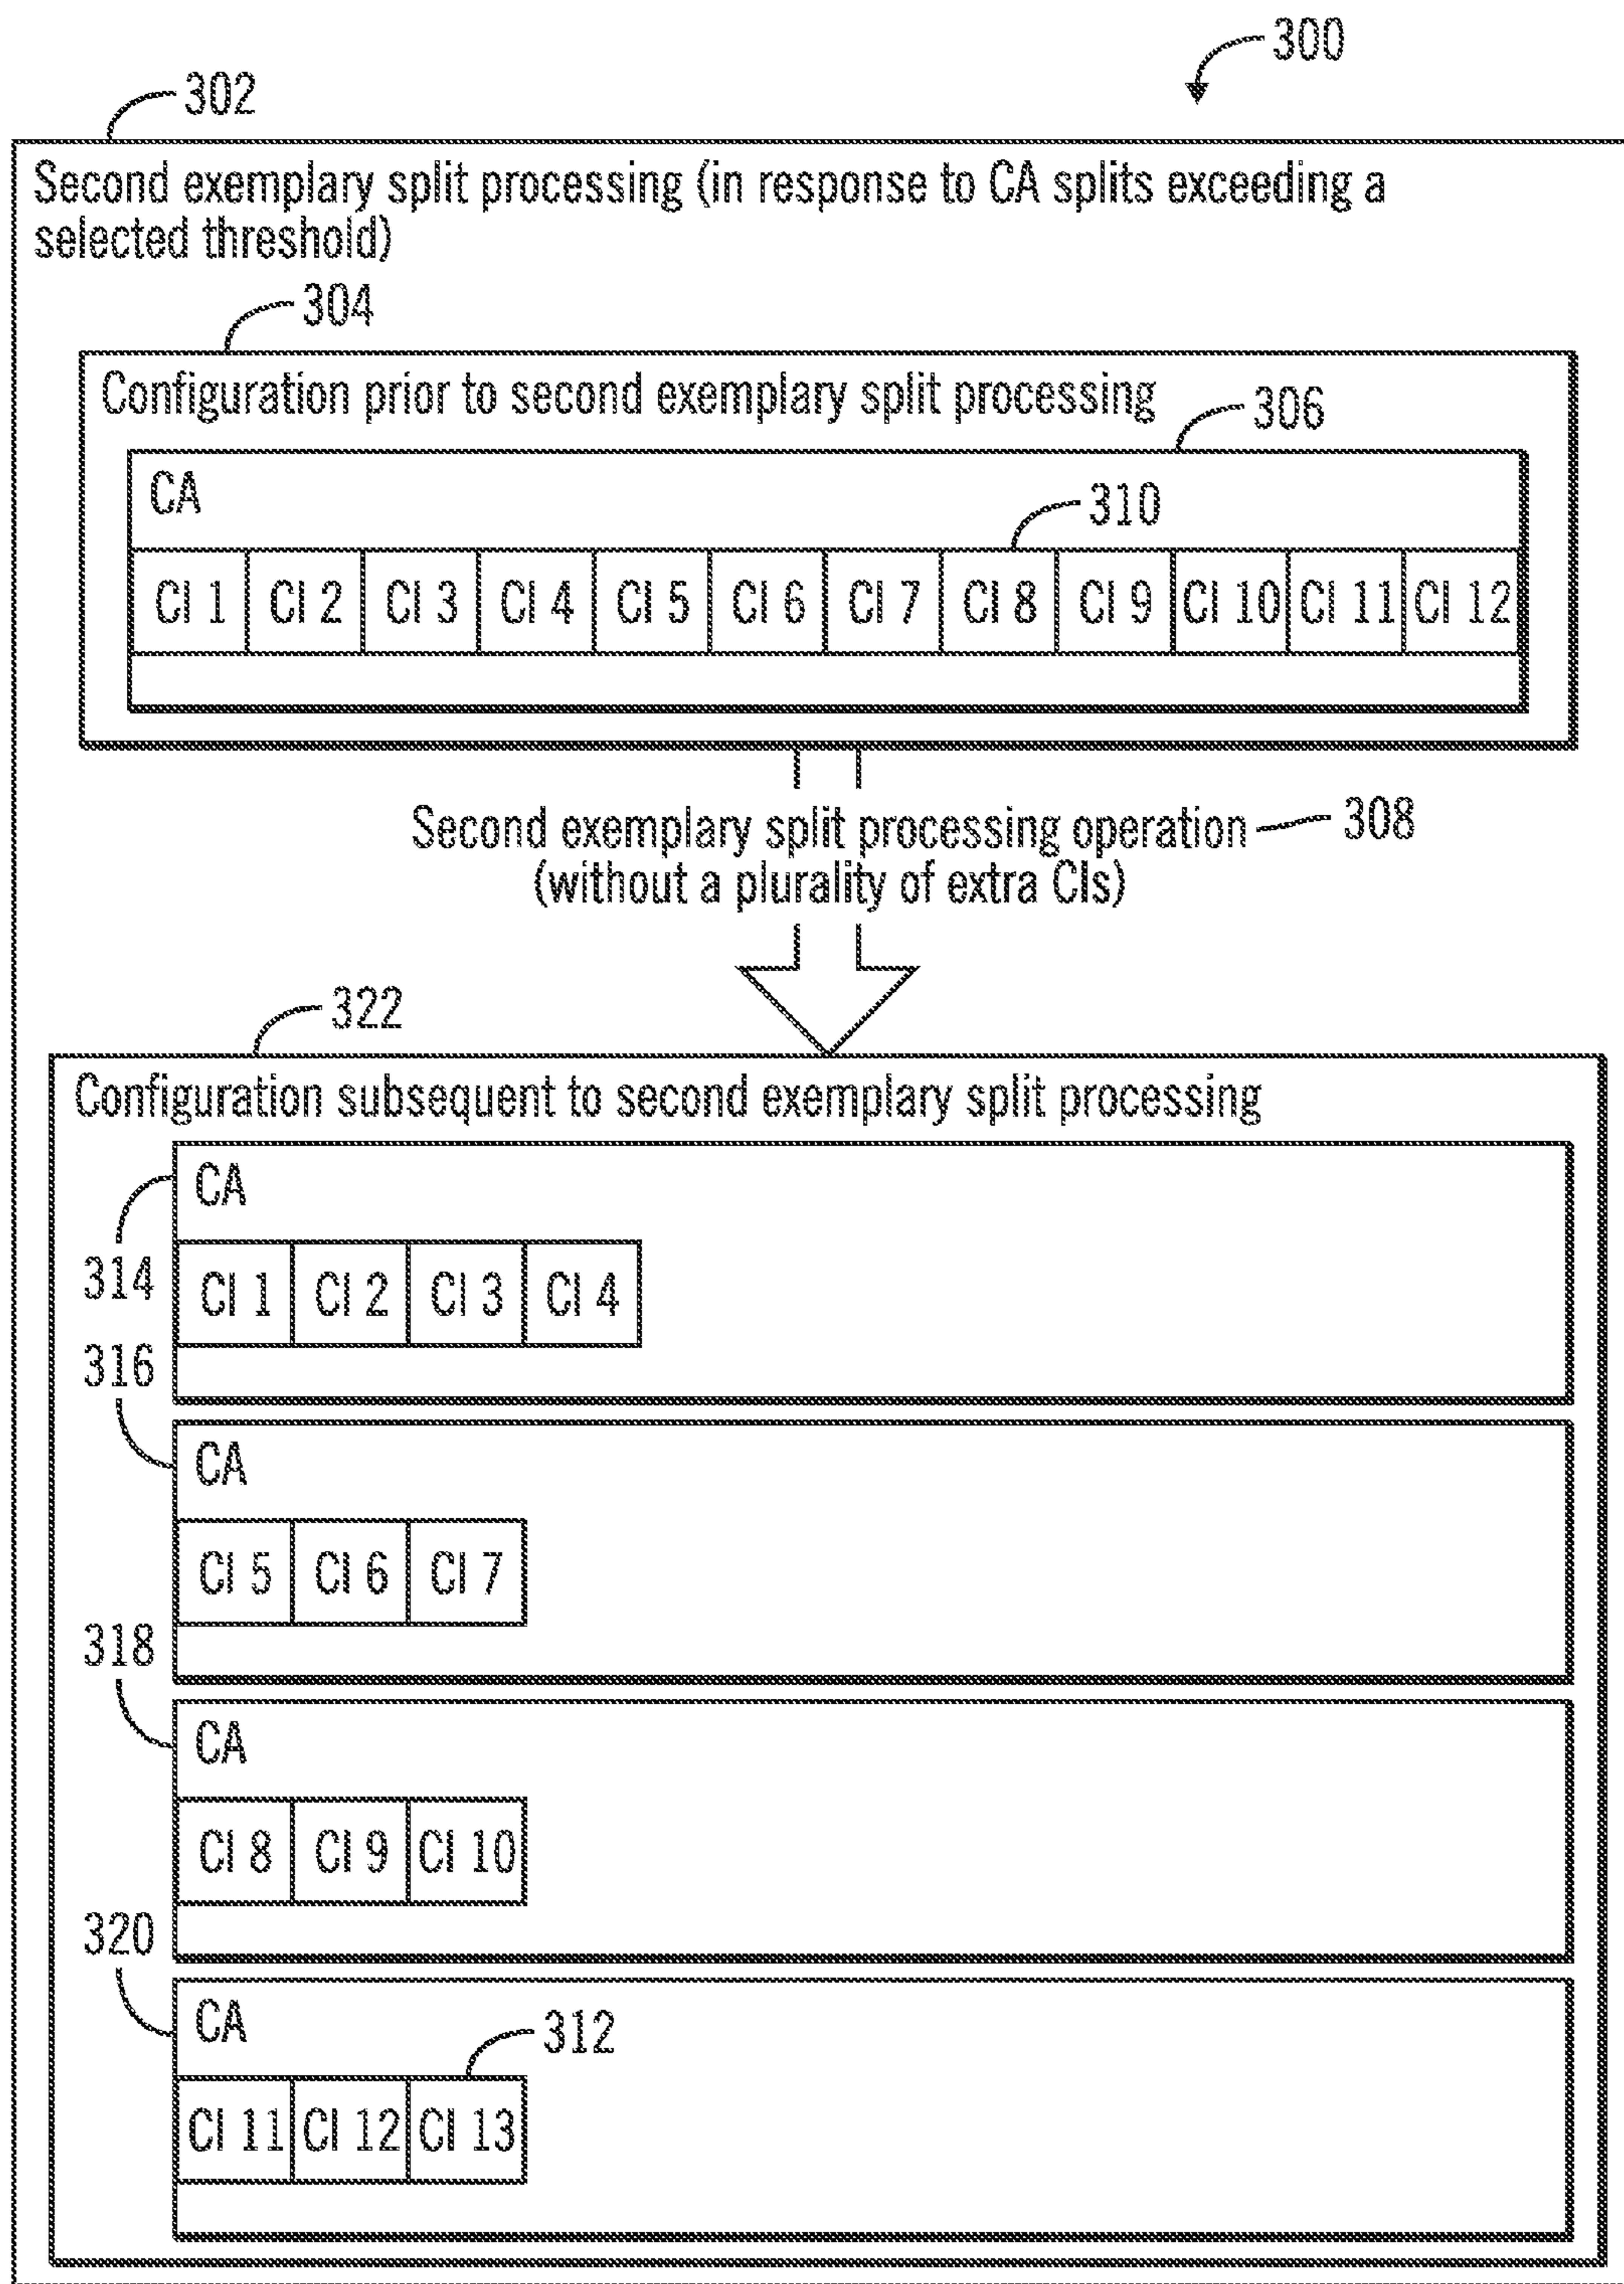 300
302
Second exemplary split processing (in response to CA splits exceeding a
selected threshold)
304
Configuration prior to second exemplary split processing
306
CA
310
CI 1 CI 2 CI 3 CI 4 CI 5 CI 6 CI 7 CI 8 CI 9 CI 10 CI 11 CI 12
Second exemplary split processing operation 308
(without a plurality of extra CIs)
322
Configuration subsequent to second exemplary split processing
CA
314 CI 1 CI 2 CI 3 CI 4
316
CA
CI 5 CI 6 CI 7
318
CA
CI 8 CI 9 CI 10
320
CA
312
CI 11 CI 12 CI 13